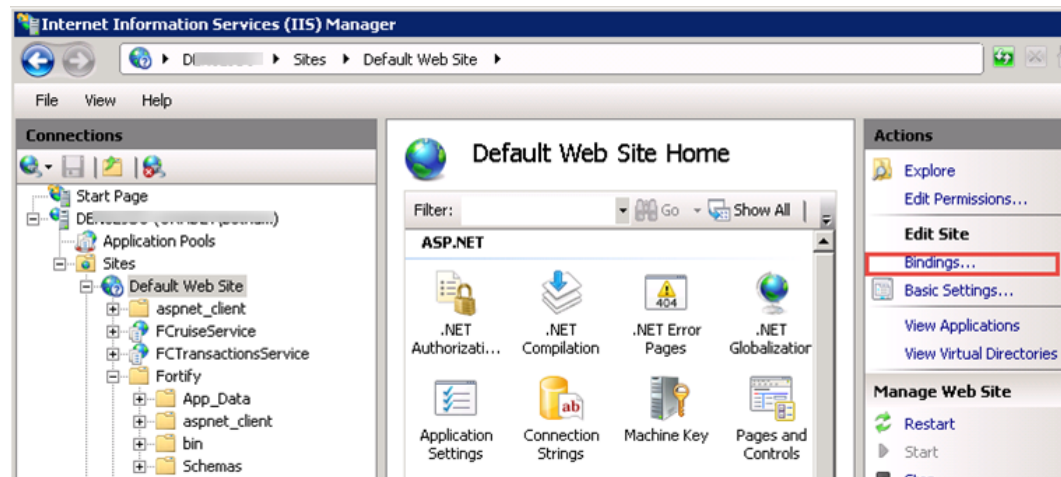 Internet Information Services (IIS) Manager
Sites
Default Web Site
File View Help
Connections
Start Page
Application Pools
Sites
Default Web Site
aspnet_client
FCruiseService
FCTransactionsService
Fortify
App_Data
aspnet_client
bin
Schemas
Default Web Site Home
Filter: Go Show All
ASP.NET
.NET Authorizati...
.NET Compilation
.NET Error Pages
404
.NET Globalization
Application Settings
ab
Connection Strings
Machine Key
Pages and Controls
Actions
Explore
Edit Permissions...
Edit Site
Bindings...
Basic Settings...
View Applications
View Virtual Directories
Manage Web Site
Restart
Start